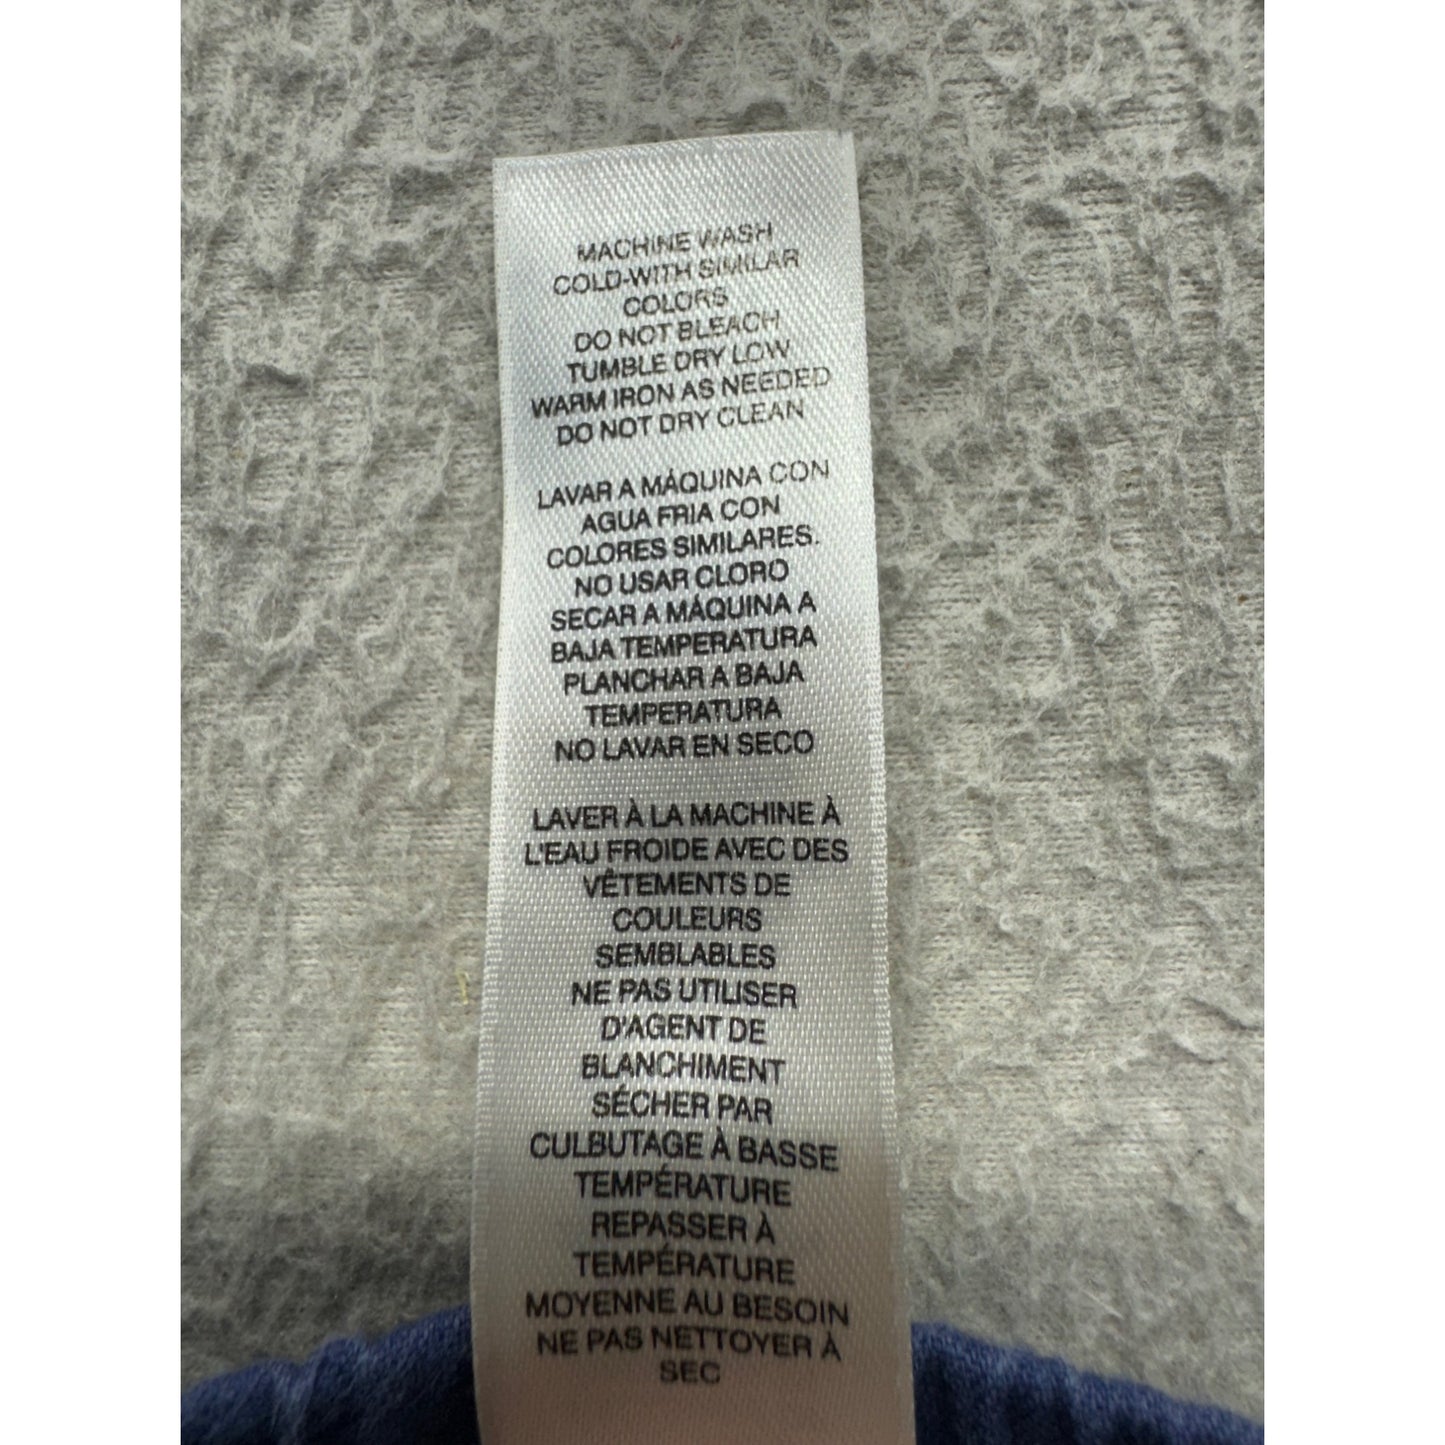 MACHINE WASH
COLD-WITH SIMILAR
COLORS
DO NOT BLEACH
TUMBLE DRY LOW
WARM IRON AS NEEDED
DO NOT DRY CLEAN
LAVAR A MÁQUINA CON
AGUA FRIA CON
COLORES SIMILARES.
NO USAR CLORO
SECAR A MÁQUINA A
BAJA TEMPERATURA
PLANCHAR A BAJA
TEMPERATURA
NO LAVAR EN SECO
LAVER À LA MACHINE À
L'EAU FROIDE AVEC DES
VÊTEMENTS DE
COULEURS
SEMBLABLES
NE PAS UTILISER
D'AGENT DE
BLANCHIMENT
SÉCHER PAR
CULBUTAGE À BASSE
TEMPÉRATURE
REPASSER À
TEMPÉRATURE
MOYENNE AU BESOIN
NE PAS NETTOYER À
SEC